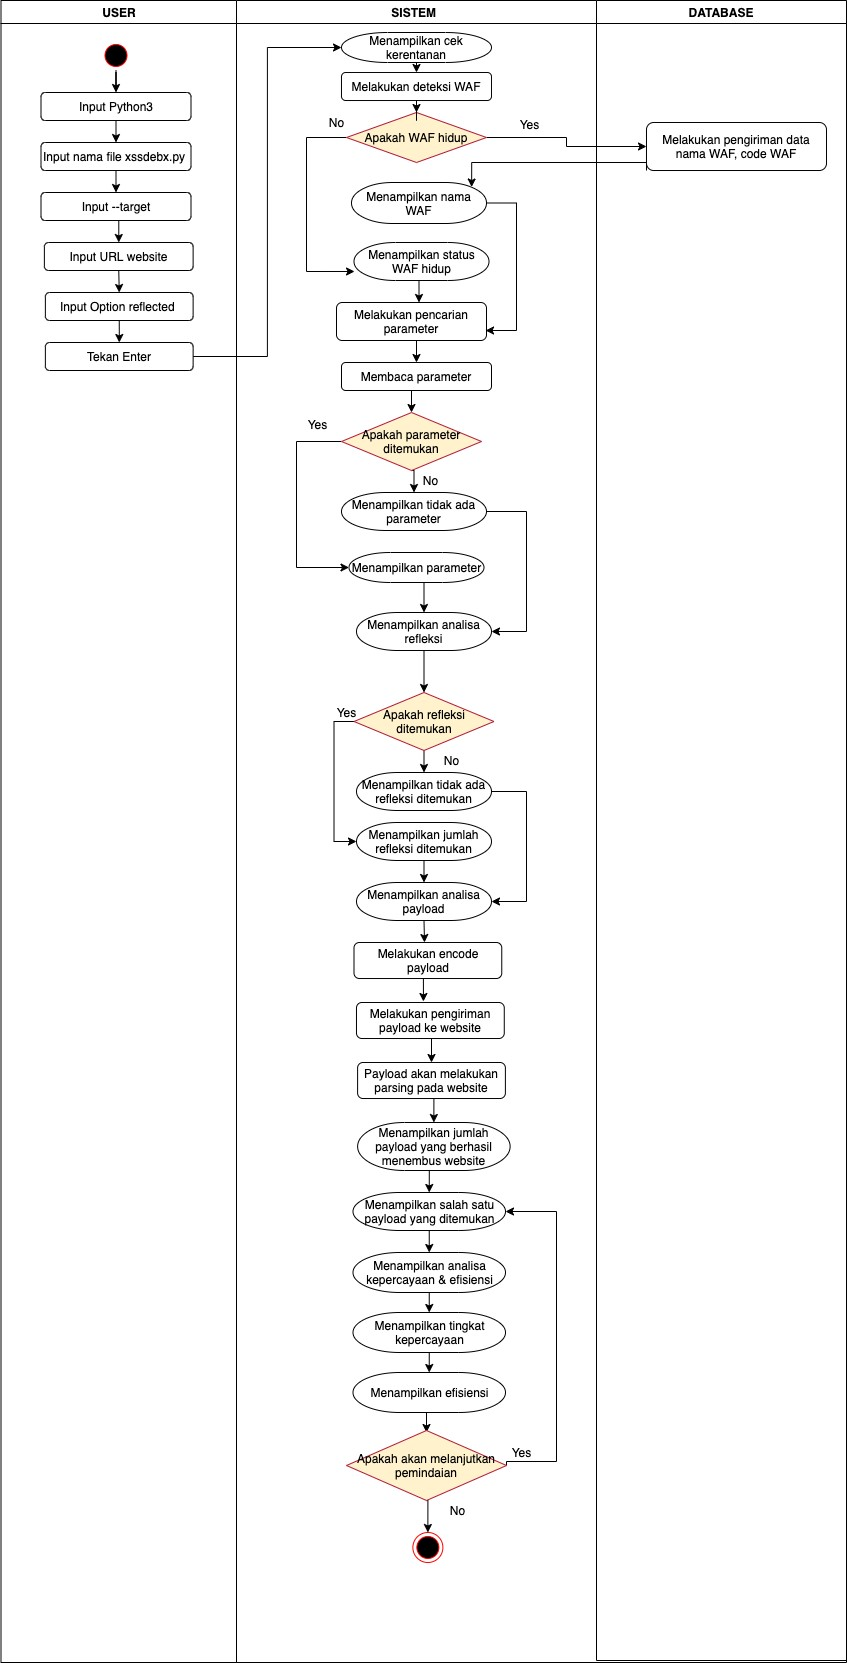 USER
SISTEM
DATABASE
Input Python3
Input nama file xssdebx.py
Input --target
Input URL website
Input Option reflected
Tekan Enter
Menampilkan cek
kerentanan
Melakukan deteksi WAF
No
Apakah WAF hidup
Yes
Melakukan pengiriman data
nama WAF, code WAF
Menampilkan nama
WAF
Menampilkan status
WAF hidup
Melakukan pencarian
parameter
Membaca parameter
Yes
Apakah parameter
ditemukan
No
Menampilkan tidak ada
parameter
Menampilkan parameter
Menampilkan analisa
refleksi
Yes
Apakah refleksi
ditemukan
No
Menampilkan tidak ada
refleksi ditemukan
Menampilkan jumlah
refleksi ditemukan
Menampilkan analisa
payload
Melakukan encode
payload
Melakukan pengiriman
payload ke website
Payload akan melakukan
parsing pada website
Menampilkan jumlah
payload yang berhasil
menembus website
Menampilkan salah satu
payload yang ditemukan
Menampilkan analisa
kepercayaan & efisiensi
Menampilkan tingkat
kepercayaan
Menampilkan efisiensi
Apakah akan melanjutkan
pemindaian
Yes
No